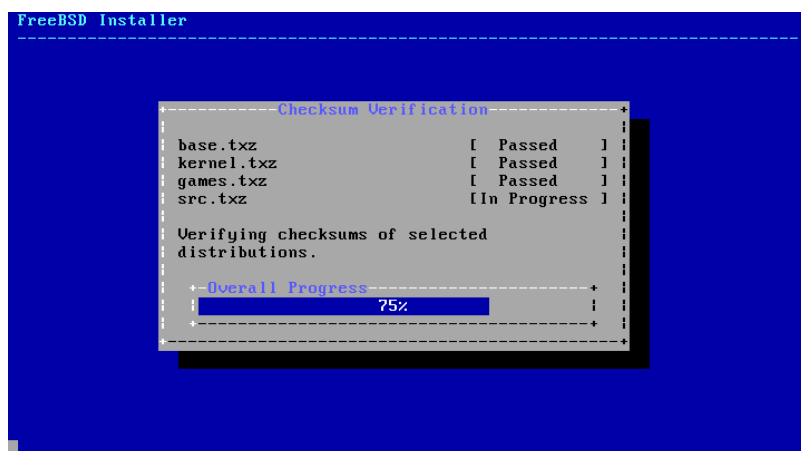 FreeBSD Installer
Checksum Verification
base.txz [ Passed ]
kernel.txz [ Passed ]
games.txz [ Passed ]
src.txz [In Progress ]
Verifying checksums of selected
distributions.
Overall Progress
75%